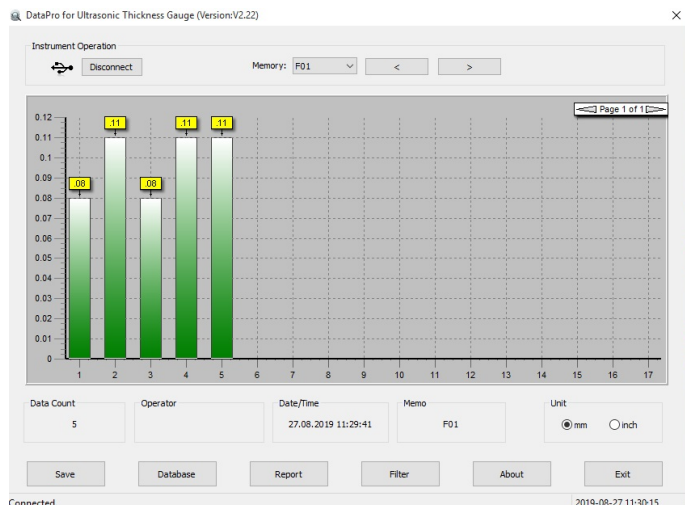 DataPro for Ultrasonic Thickness Gauge (Version:V2.22)
Instrument Operation
Disconnect
Memory: F01
<
>
Page 1 of 1
0.12
0.11
0.1
0.09
0.08
0.07
0.06
0.05
0.04
0.03
0.02
0.01
0
.08
.11
.08
.11
.11
1 2 3 4 5 6 7 8 9 10 11 12 13 14 15 16 17
Data Count
5
Operator
Date/Time
27.08.2019 11:29:41
Memo
F01
Unit
mm inch
Save Database Report Filter About Exit
Connected 2019-08-27 11:30:15